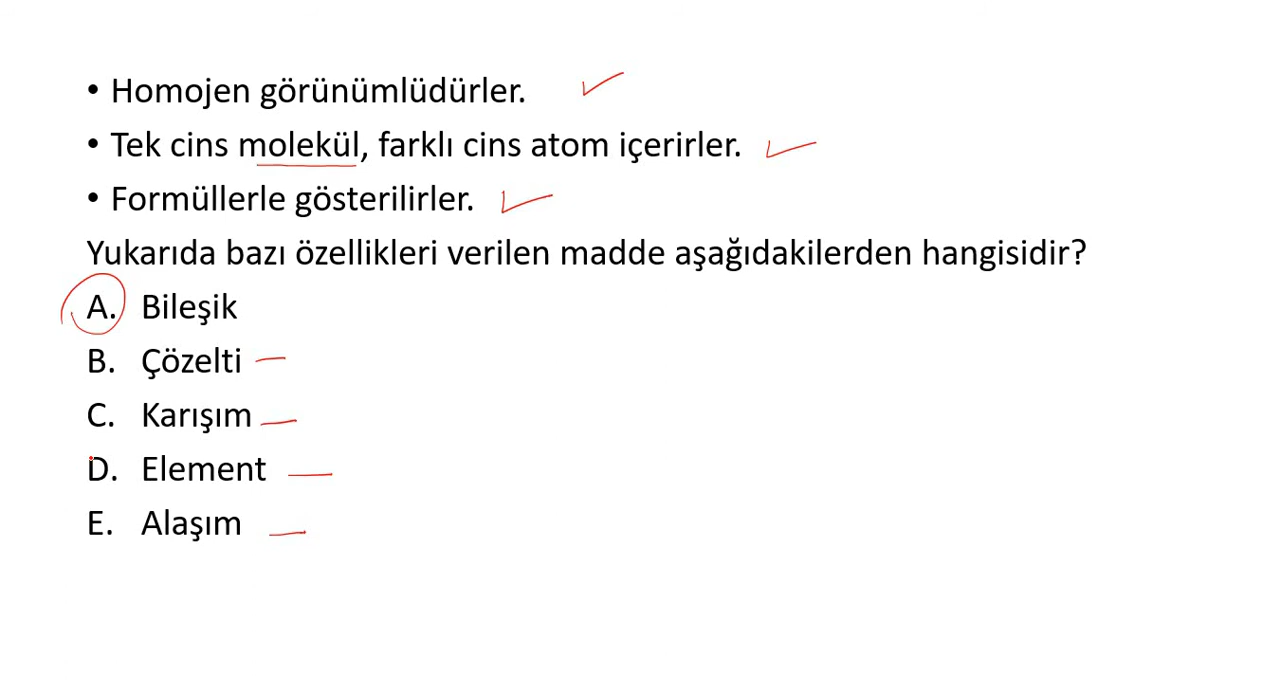 • Homojen görünümlüdürler.
• Tek cins molekül, farklı cins atom içerirler.
• Formüllerle gösterilirler.
Yukarıda bazı özellikleri verilen madde aşağıdakilerden hangisidir?
A. Bileşik
B. Çözelti
C. Karışım
D. Element
E. Alaşım